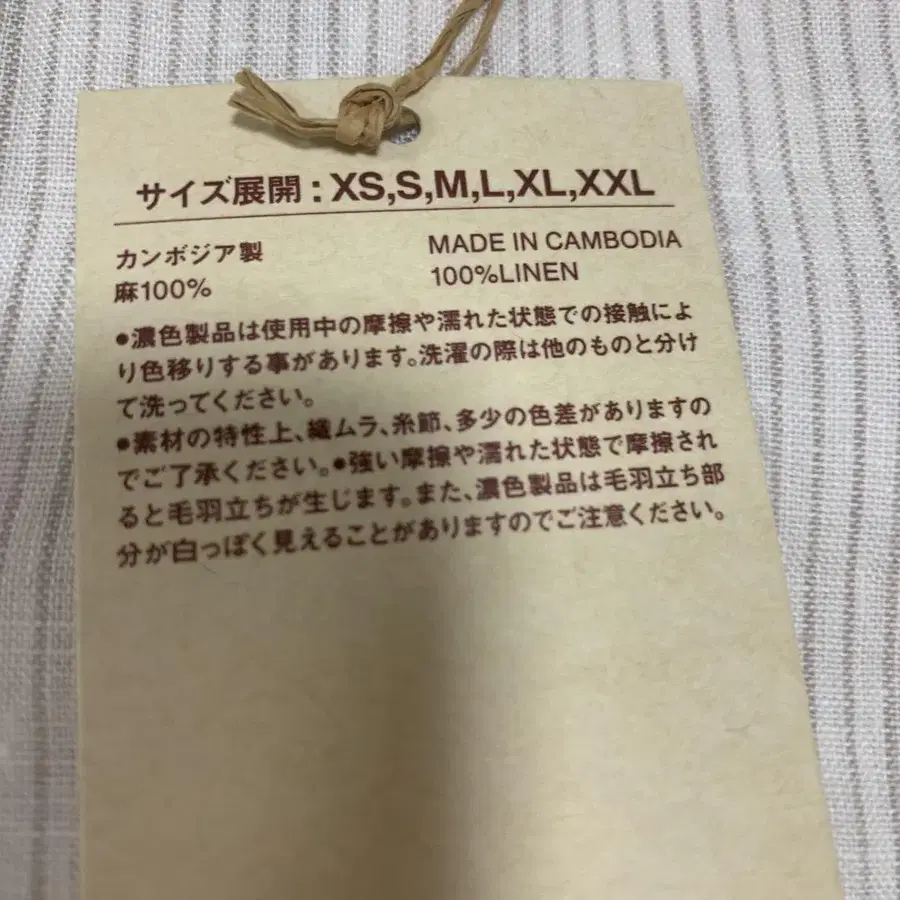 サイズ展開：XS,S,M,L,XL,XXL
カンボジア製
麻100%
MADE IN CAMBODIA
100%LINEN
●濃色製品は使用中の摩擦や濡れた状態での接触によ
り色移りする事があります。洗濯の際は他のものと分け
て洗ってください。
●素材の特性上、織ムラ、糸節、多少の色差がありますの
でご了承ください。●強い摩擦や濡れた状態で摩擦され
ると毛羽立ちが生じます。また、濃色製品は毛羽立ち部
分が白っぽく見えることがありますのでご注意ください。